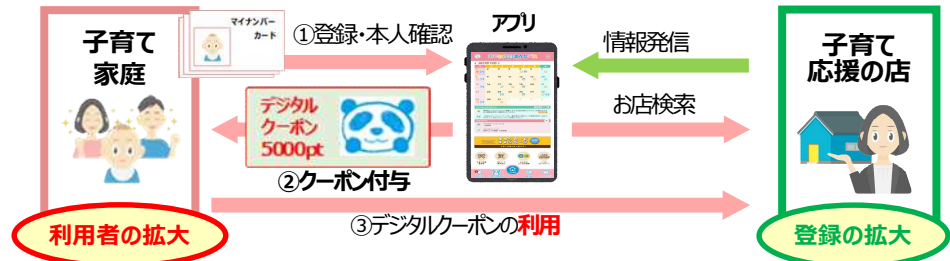 子育て
家庭
マイナンバー
カード
①登録・本人確認
アプリ
情報発信
子育て
応援の店
デジタル
クーポン
5000pt
お店検索
②クーポン付与
③デジタルクーポンの利用
利用者の拡大
登録の拡大